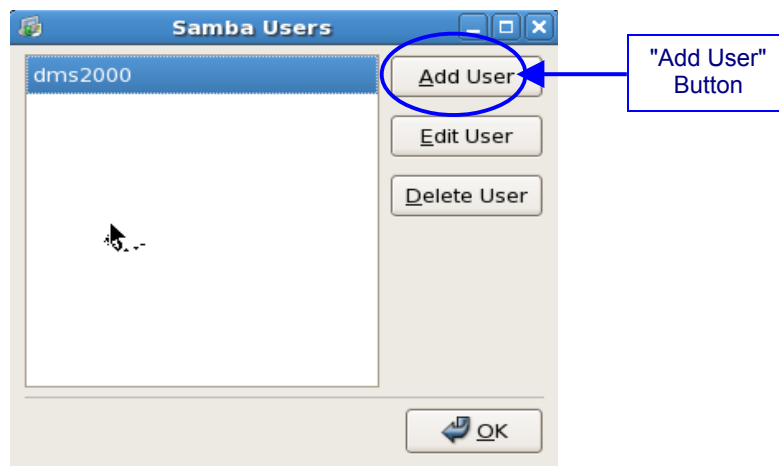 Samba Users
dms2000
Add User
Edit User
Delete User
OK
"Add User"
Button